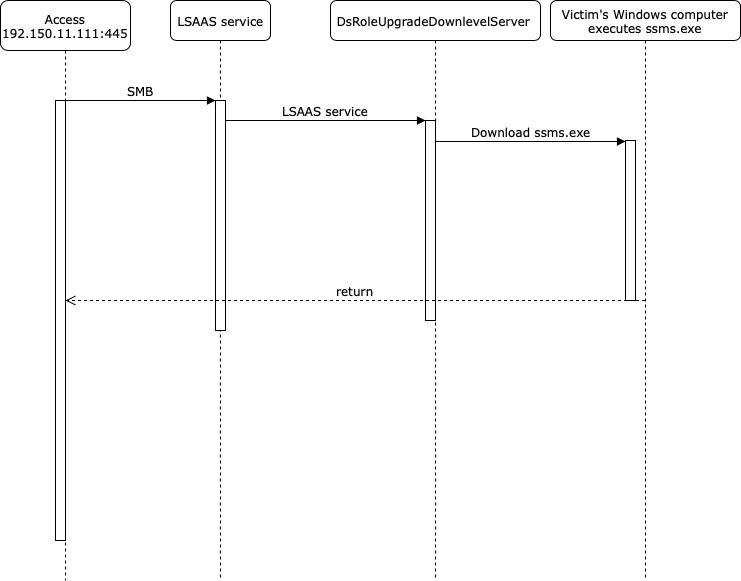 Access
192.150.11.111:445
LSAAS service
DsRoleUpgradeDownlevelServer
Victim's Windows computer
executes ssms.exe
SMB
LSAAS service
Download ssms.exe
return